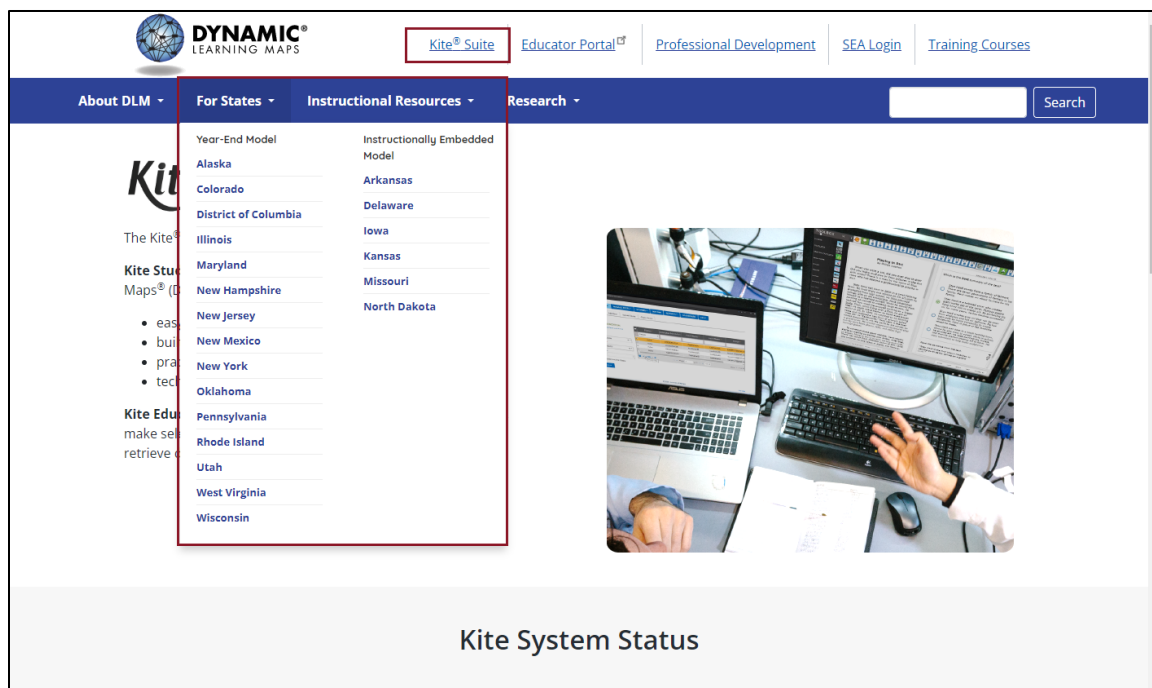 DYNAMIC®
LEARNING MAPS
Kite® Suite
Educator Portal
Professional Development
SEA Login
Training Courses
About DLM
For States
Instructional Resources
Research
Search
Year-End Model
Alaska
Colorado
District of Columbia
Illinois
Maryland
New Hampshire
New Jersey
New Mexico
New York
Oklahoma
Pennsylvania
Rhode Island
Utah
West Virginia
Wisconsin
Instructionally Embedded
Model
Arkansas
Delaware
Iowa
Kansas
Missouri
North Dakota
Kit
The Kite®
Kite Stu
Maps® (D
eas
bui
pra
tec
Kite Edu
make sel
retrieve
Kite System Status